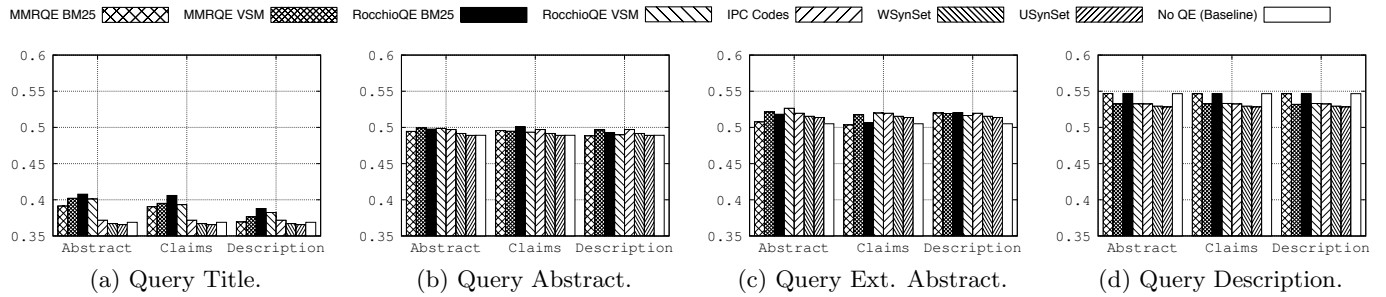 MMRQE BM25 MMRQE VSM RocchioQE BM25 RocchioQE VSM IPC Codes WSynSet USynSet No QE (Baseline)
0.6 0.6 0.6 0.6
0.55 0.55 0.55 0.55
0.5 0.5 0.5 0.5
0.45 0.45 0.45 0.45
0.4 0.4 0.4 0.4
0.35 0.35 0.35 0.35
Abstract Claims Description Abstract Claims Description Abstract Claims Description Abstract Claims Description
(a) Query Title. (b) Query Abstract. (c) Query Ext. Abstract. (d) Query Description.